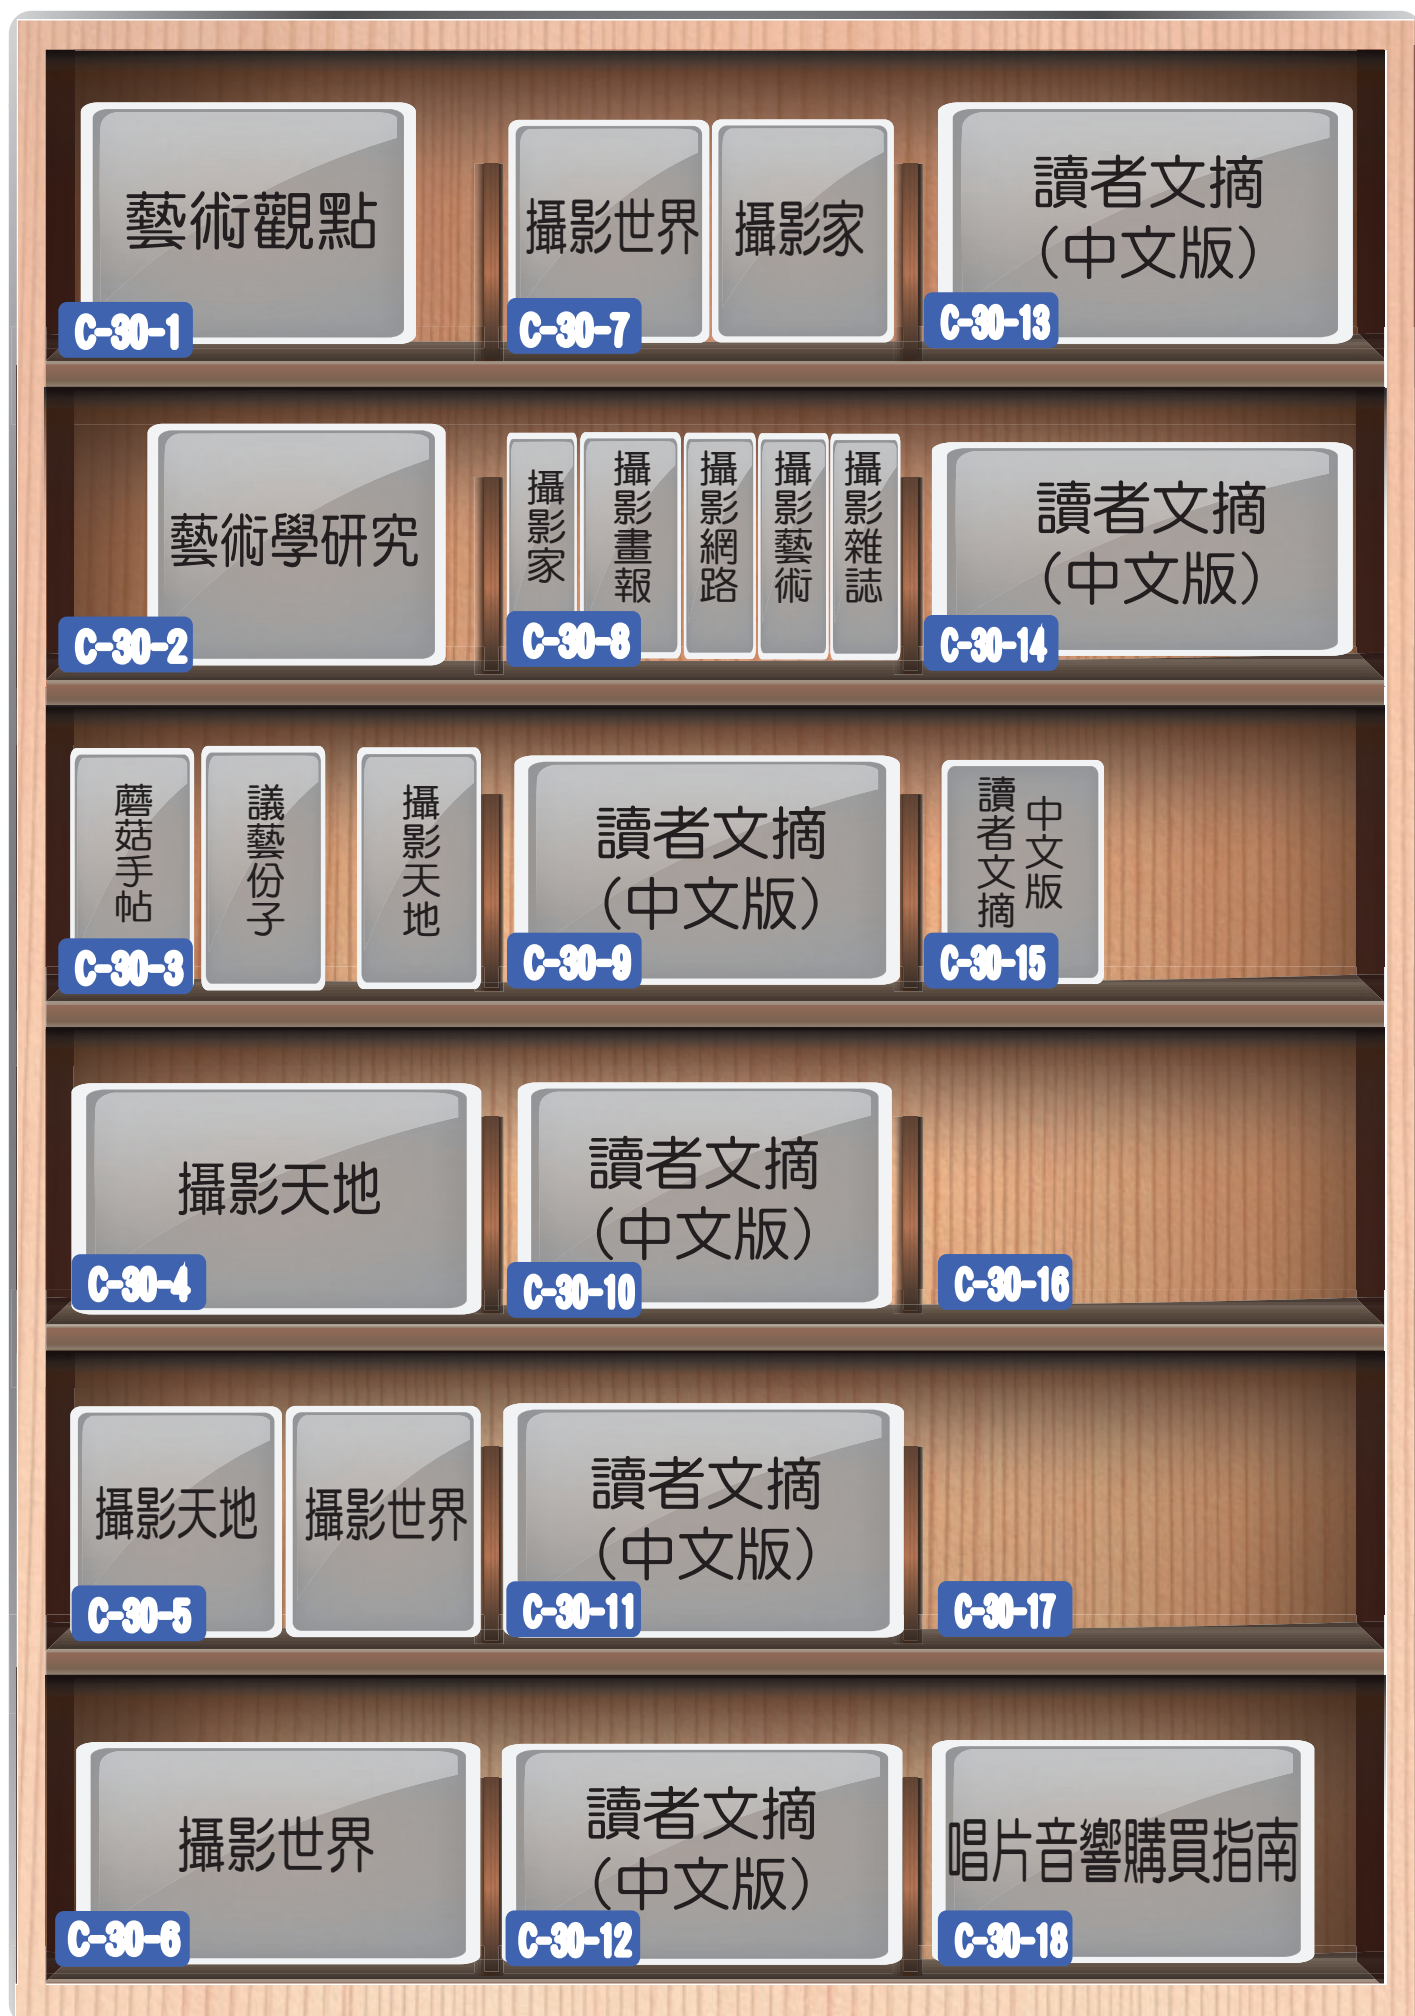 藝術觀點
C-30-1
攝影世界
攝影家
C-30-7
讀者文摘
（中文版）
C-30-13
藝術學研究
C-30-2
攝影家
攝影畫報
攝影網路
攝影藝術
攝影雜誌
C-30-8
讀者文摘
（中文版）
C-30-14
蘑菇手帖
議藝份子
攝影天地
C-30-3
讀者文摘
（中文版）
C-30-9
讀者文摘
中文版
C-30-15
攝影天地
C-30-4
讀者文摘
（中文版）
C-30-10
C-30-16
攝影天地
攝影世界
C-30-5
讀者文摘
（中文版）
C-30-11
C-30-17
攝影世界
C-30-6
讀者文摘
（中文版）
C-30-12
唱片音響購買指南
C-30-18